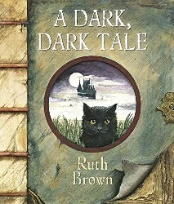 A DARK,
DARK TALE
Ruth
Brown